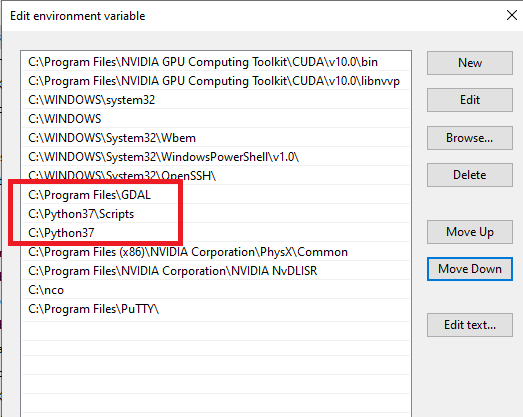 Edit environment variable
C:\Program Files\NVIDIA GPU Computing Toolkit\CUDA\v10.0\bin
C:\Program Files\NVIDIA GPU Computing Toolkit\CUDA\v10.0\libnvvp
C:\WINDOWS\system32
C:\WINDOWS
C:\WINDOWS\System32\Wbem
C:\WINDOWS\System32\WindowsPowerShell\v1.0\
C:\WINDOWS\System32\OpenSSH\
C:\Program Files\GDAL
C:\Python37\Scripts
C:\Python37
C:\Program Files (x86)\NVIDIA Corporation\PhysX\Common
C:\Program Files\NVIDIA Corporation\NVIDIA NvDLISR
C:\nco
C:\Program Files\PuTTY\
New
Edit
Browse...
Delete
Move Up
Move Down
Edit text...